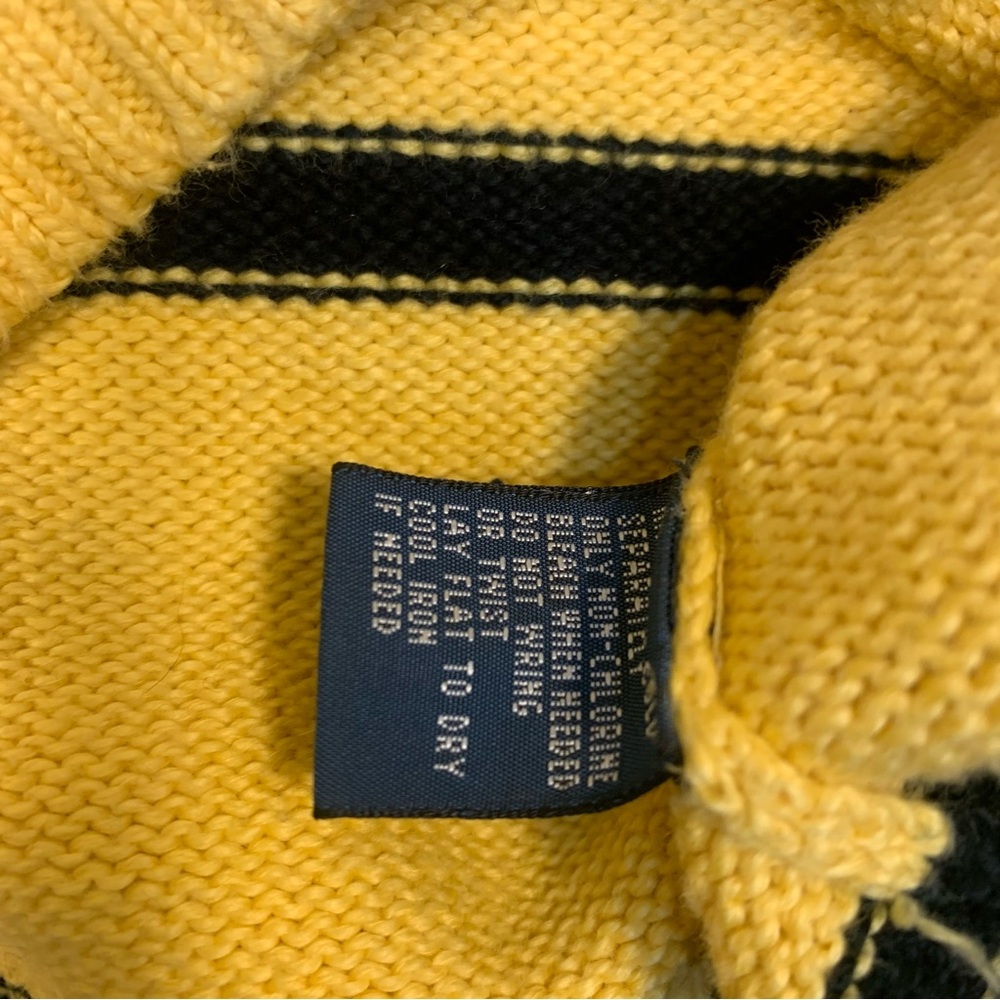 SEPARATELY
ONLY NON-CHLORINE
BLEACH WHEN NEEDED
DO NOT WRING
OR TWIST
LAY FLAT TO DRY
COOL IRON
IF NEEDED